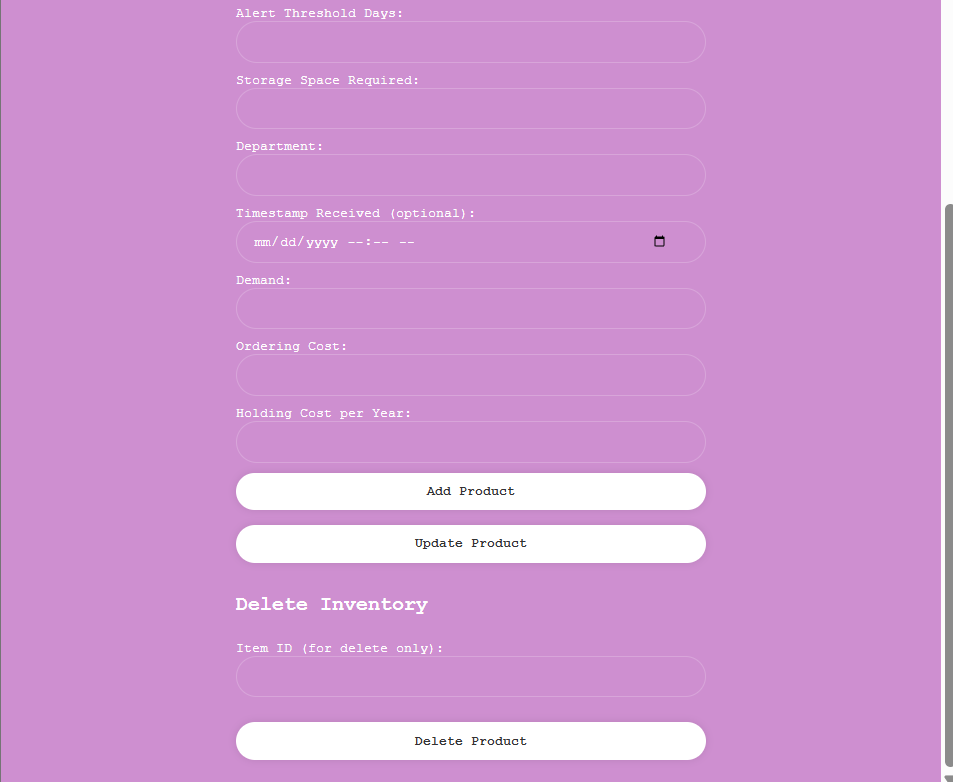 Alert Threshold Days:
Storage Space Required:
Department:
Timestamp Received (optional):
mm/dd/yyyy --:-- --
Demand:
Ordering Cost:
Holding Cost per Year:
Add Product
Update Product
Delete Inventory
Item ID (for delete only):
Delete Product